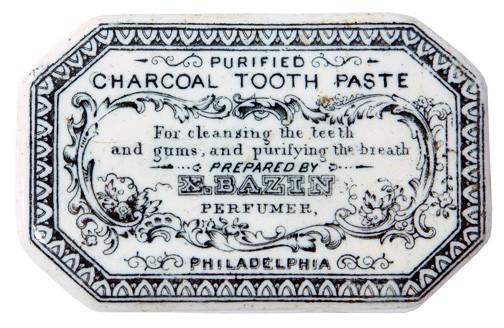 PURIFIED
CHARCOAL TOOTH PASTE
For cleansing the teeth
and gums, and purifying the breath
PREPARED BY
X. BAZIN
PERFUMER,
PHILADELPHIA